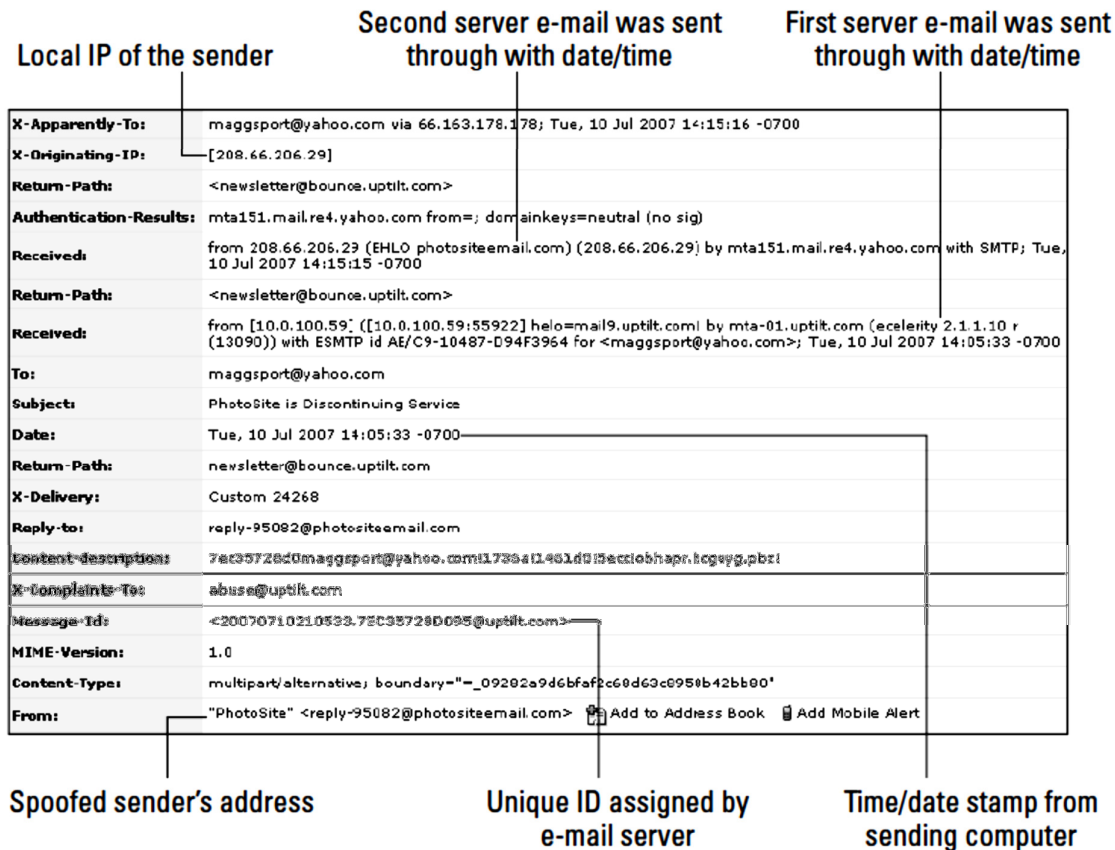 Second server e-mail was sent
through with date/time
First server e-mail was sent
through with date/time
Local IP of the sender
X-Apparently-To: maggsport@yahoo.com via 66.163.178.178; Tue, 10 Jul 2007 14:15:16 -0700
X-Originating-IP: [208.66.206.29]
Return-Path: <newsletter@bounce.uptilt.com>
Authentication-Results: mta151.mail.re4.yahoo.com from=; domainkeys=neutral (no sig)
Received: from 208.66.206.29 (EHLO photositeemail.com) (208.66.206.29) by mta151.mail.re4.yahoo.com with SMTP; Tue,
10 Jul 2007 14:15:15 -0700
Return-Path: <newsletter@bounce.uptilt.com>
Received: from [10.0.100.59] ([10.0.100.59:55922] helo=mail9.uptilt.com) by mta-01.uptilt.com (ecelerity 2.1.1.10 r
(13090)) with ESMTP id AE/C9-10487-D94F3964 for <maggsport@yahoo.com>; Tue, 10 Jul 2007 14:05:33 -0700
To: maggsport@yahoo.com
Subject: PhotoSite is Discontinuing Service
Date: Tue, 10 Jul 2007 14:05:33 -0700
Return-Path: newsletter@bounce.uptilt.com
X-Delivery: Custom 24268
Reply-to: reply-95082@photositeemail.com
Content-description:
X-Complaints-To: abuse@uptilt.com
Message-Id:
MIME-Version: 1.0
Content-Type: multipart/alternative;
From: "PhotoSite" <reply-95082@photositeemail.com> Add to Address Book Add Mobile Alert
Spoofed sender's address
Unique ID assigned by
e-mail server
Time/date stamp from
sending computer